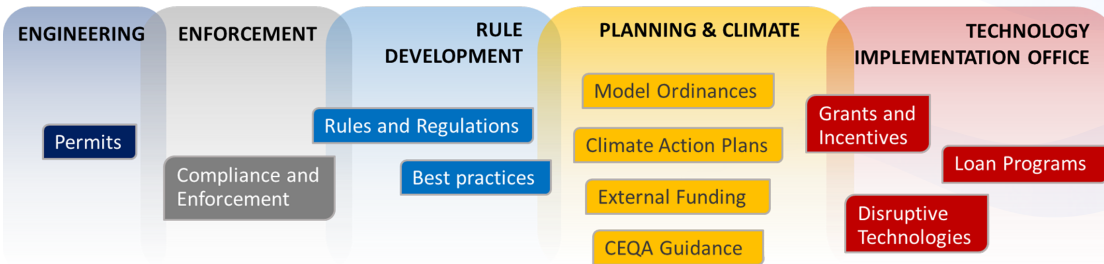 ENGINEERING
Permits
ENFORCEMENT
Compliance and
Enforcement
RULE
DEVELOPMENT
Rules and Regulations
Best practices
PLANNING & CLIMATE
Model Ordinances
Climate Action Plans
External Funding
CEQA Guidance
TECHNOLOGY
IMPLEMENTATION OFFICE
Grants and
Incentives
Loan Programs
Disruptive
Technologies